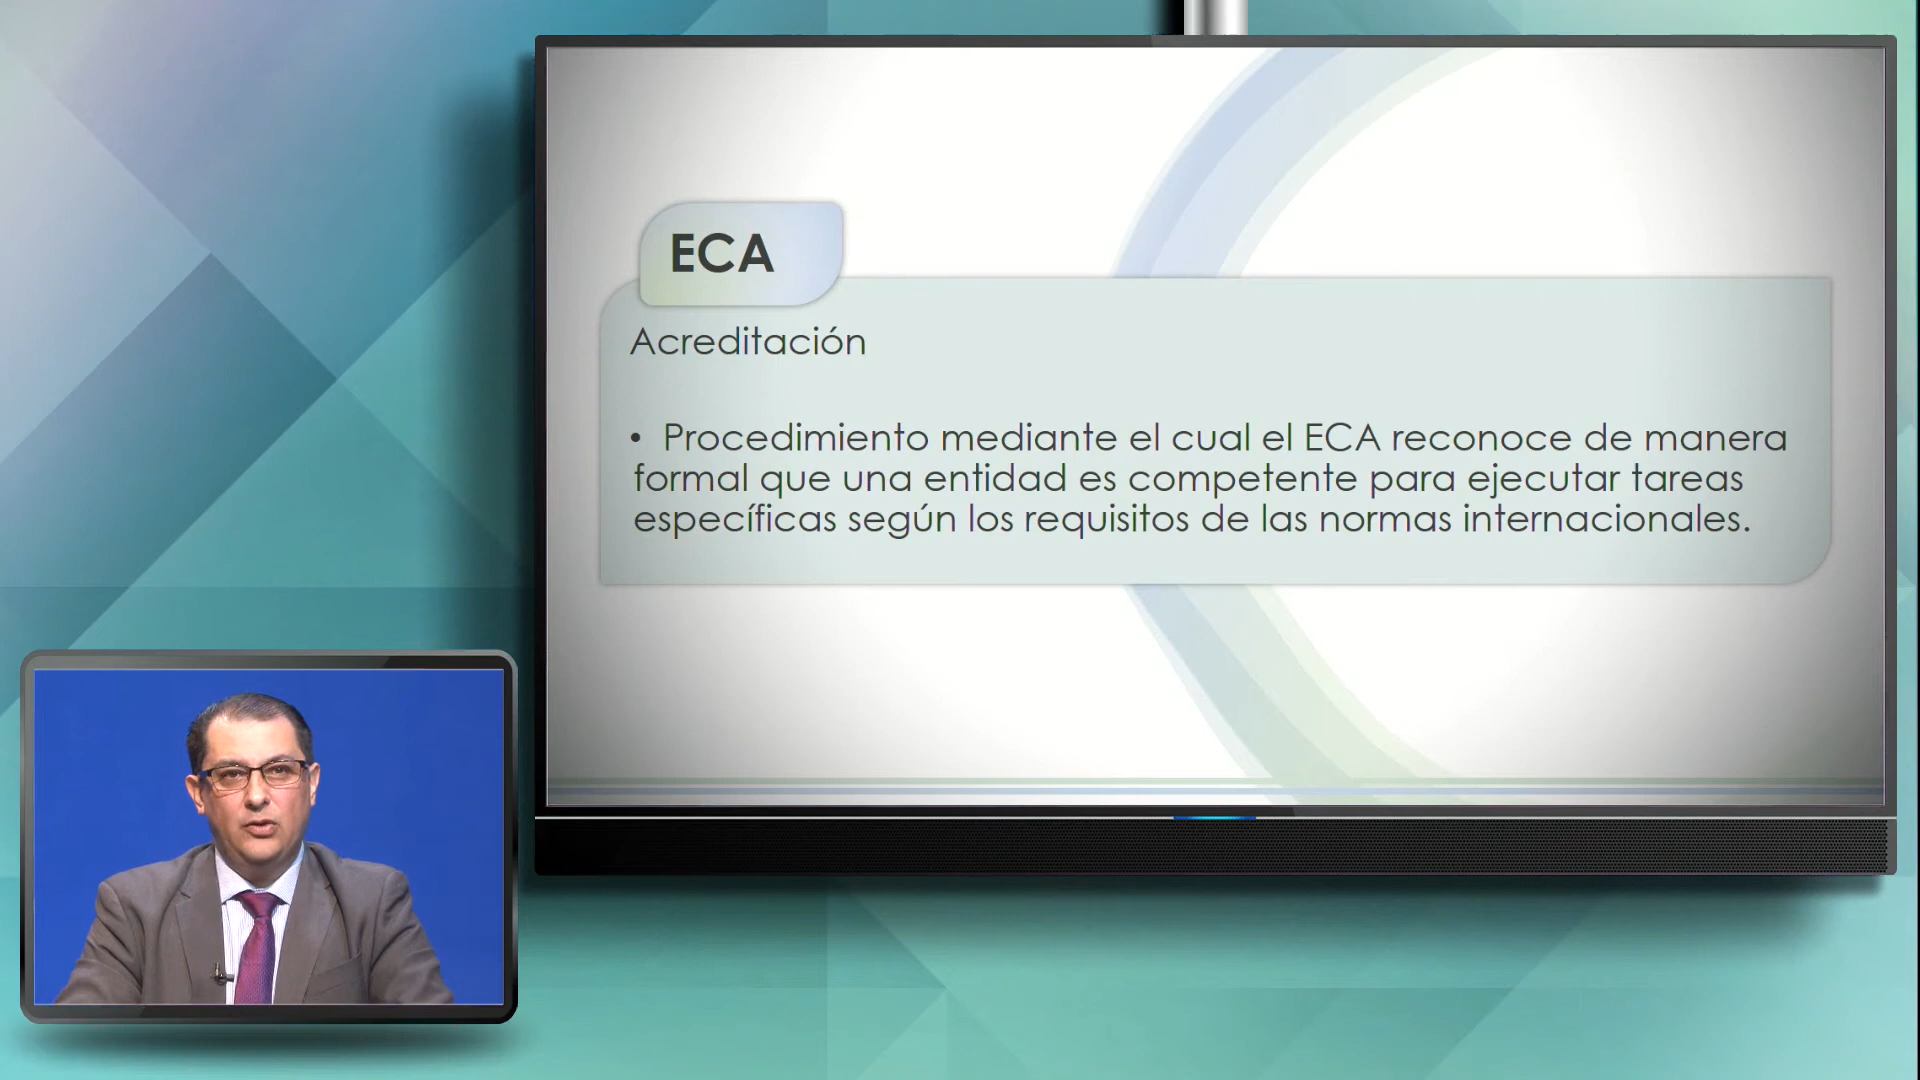 ECA
Acreditación
• Procedimiento mediante el cual el ECA reconoce de manera
formal que una entidad es competente para ejecutar tareas
específicas según los requisitos de las normas internacionales.